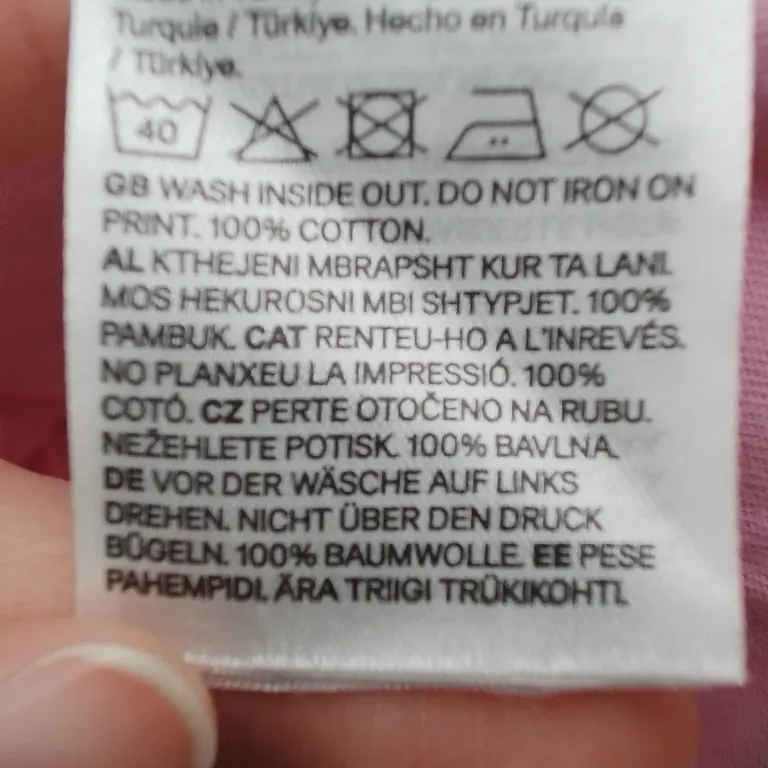 Turquie / Türkiye. Hecho en Turquía
/ Türkiye.
40
GB WASH INSIDE OUT. DO NOT IRON ON
PRINT. 100% COTTON.
AL KTHEJENI MBRAPSHT KUR TA LANI.
MOS HEKUROSNI MBI SHTYPJET. 100%
PAMBUK. CAT RENTEU-HO A L'INREVÉS.
NO PLANXEU LA IMPRESSIÓ. 100%
COTÓ. CZ PERTE OTOČENO NA RUBU.
NEŽEHLETE POTISK. 100% BAVLNA.
DE VOR DER WÄSCHE AUF LINKS
DREHEN. NICHT ÜBER DEN DRUCK
BÜGELN. 100% BAUMWOLLE. EE PESE
PAHEMPIDI. ÄRA TRIIGI TRÜKIKOHTI.